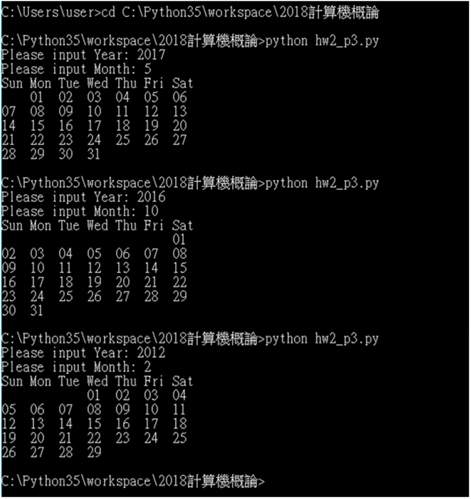 C:\Users\user>cd C:\Python35\workspace\2018計算機概論
C:\Python35\workspace\2018計算機概論>python hw2_p3.py
Please input Year: 2017
Please input Month: 5
Sun Mon Tue Wed Thu Fri Sat
    01  02  03  04  05  06
07  08  09  10  11  12  13
14  15  16  17  18  19  20
21  22  23  24  25  26  27
28  29  30  31
C:\Python35\workspace\2018計算機概論>python hw2_p3.py
Please input Year: 2016
Please input Month: 10
Sun Mon Tue Wed Thu Fri Sat
                        01
02  03  04  05  06  07  08
09  10  11  12  13  14  15
16  17  18  19  20  21  22
23  24  25  26  27  28  29
30  31
C:\Python35\workspace\2018計算機概論>python hw2_p3.py
Please input Year: 2012
Please input Month: 2
Sun Mon Tue Wed Thu Fri Sat
            01  02  03  04
05  06  07  08  09  10  11
12  13  14  15  16  17  18
19  20  21  22  23  24  25
26  27  28  29
C:\Python35\workspace\2018計算機概論>